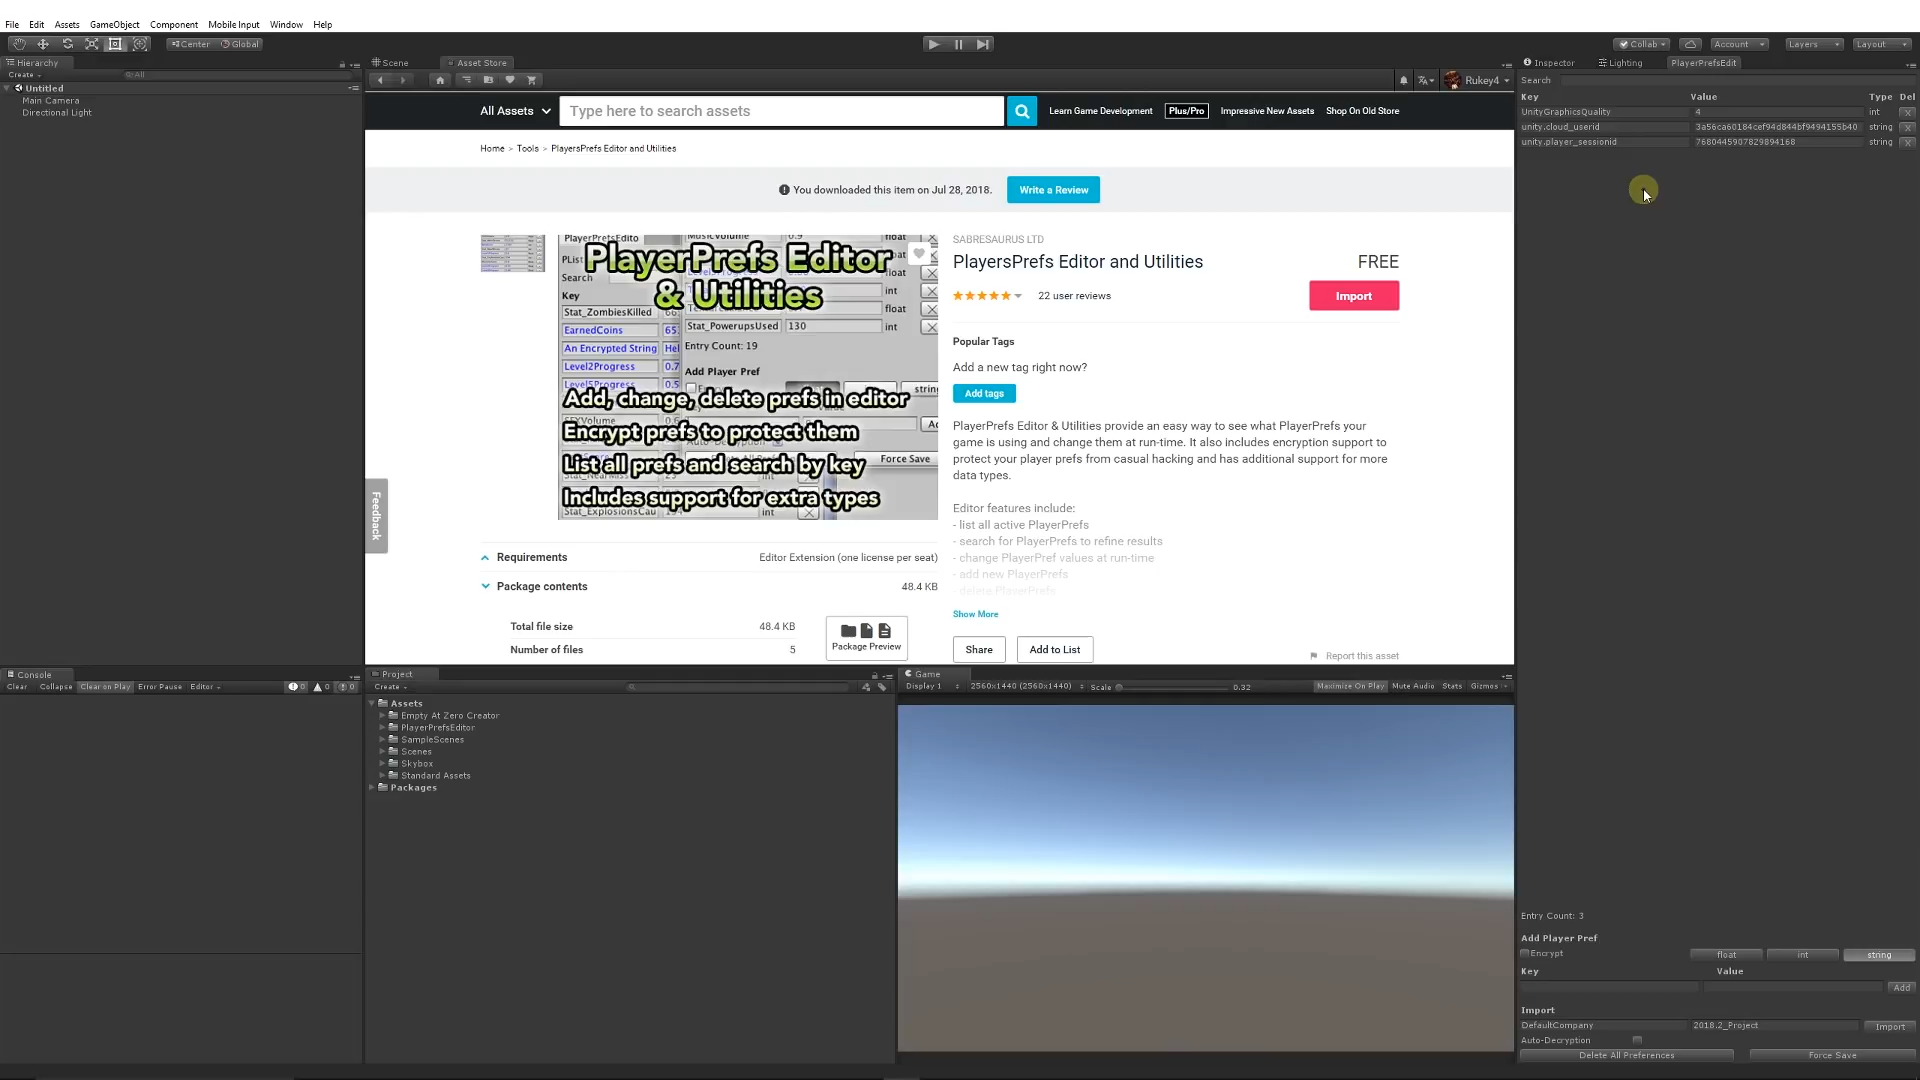 File Edit Assets GameObject Component Mobile Input Window Help
Center Global
Collab Account Layers Layout
Hierarchy
Create All
Untitled
Main Camera
Directional Light
Scene Asset Store
Rukey4
All Assets Type here to search assets Learn Game Development Plus/Pro Impressive New Assets Shop On Old Store
Home > Tools > PlayersPrefs Editor and Utilities
You downloaded this item on Jul 28, 2018. Write a Review
PlayerPrefs Editor
& Utilities
PList
Search
Key
Stat_ZombiesKilled
EarnedCoins
An Encrypted String
Level2Progress
Level5Progress
float
int
float
Stat_PowerupsUsed 130 int
Entry Count: 19
Add Player Pref
Add, change, delete prefs in editor
Encrypt prefs to protect them
Force Save
List all prefs and search by key
Includes support for extra types
int
Feedback
Requirements Editor Extension (one license per seat)
Package contents 48.4 KB
Total file size 48.4 KB
Number of files 5
Package Preview
SABRESAURUS LTD
PlayersPrefs Editor and Utilities FREE
22 user reviews Import
Popular Tags
Add a new tag right now?
Add tags
PlayerPrefs Editor & Utilities provide an easy way to see what PlayerPrefs your
game is using and change them at run-time. It also includes encryption support to
protect your player prefs from casual hacking and has additional support for more
data types.
Editor features include:
- list all active PlayerPrefs
- search for PlayerPrefs to refine results
- change PlayerPref values at run-time
- add new PlayerPrefs
- delete PlayerPrefs
Show More
Share Add to List
Report this asset
Inspector Lighting PlayerPrefsEdit
Search
Key Value Type Del
UnityGraphicsQuality 4 int X
unity.cloud_userid 3a56ca60184cef94d844bf9494155b40 string X
unity.player_sessionid 7680445907829894168 string X
Entry Count: 3
Add Player Pref
Encrypt float int string
Key Value
Add
Import
DefaultCompany 2018.2_Project Import
Auto-Decryption
Delete All Preferences Force Save
Console
Clear Collapse Clear on Play Error Pause Editor 0 0 0
Project
Create
Assets
Empty At Zero Creator
PlayerPrefsEditor
SampleScenes
Scenes
Skybox
Standard Assets
Packages
Game
Display 1 2560x1440 (2560x1440) Scale 0.32 Maximize On Play Mute Audio Stats Gizmos